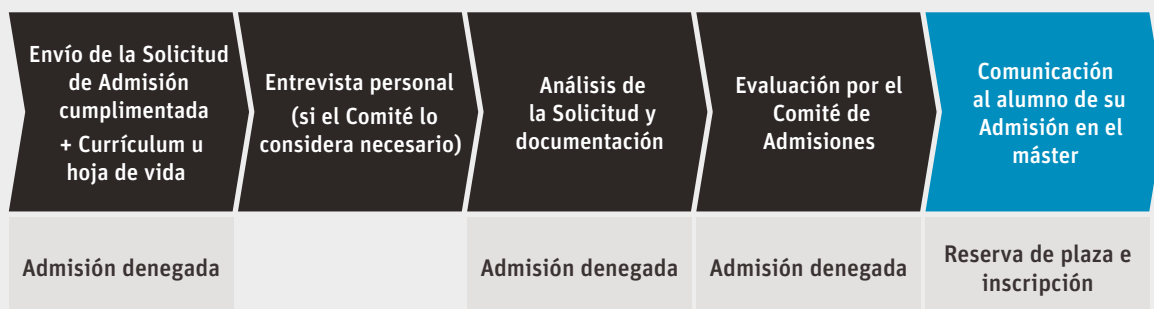 Envío de la Solicitud
de Admisión
cumplimentada
+ Currículum u
hoja de vida
Entrevista personal
(si el Comité lo
considera necesario)
Análisis de
la Solicitud y
documentación
Evaluación por el
Comité de
Admisiones
Comunicación
al alumno de su
Admisión en el
máster
Admisión denegada
Admisión denegada
Admisión denegada
Reserva de plaza e
inscripción